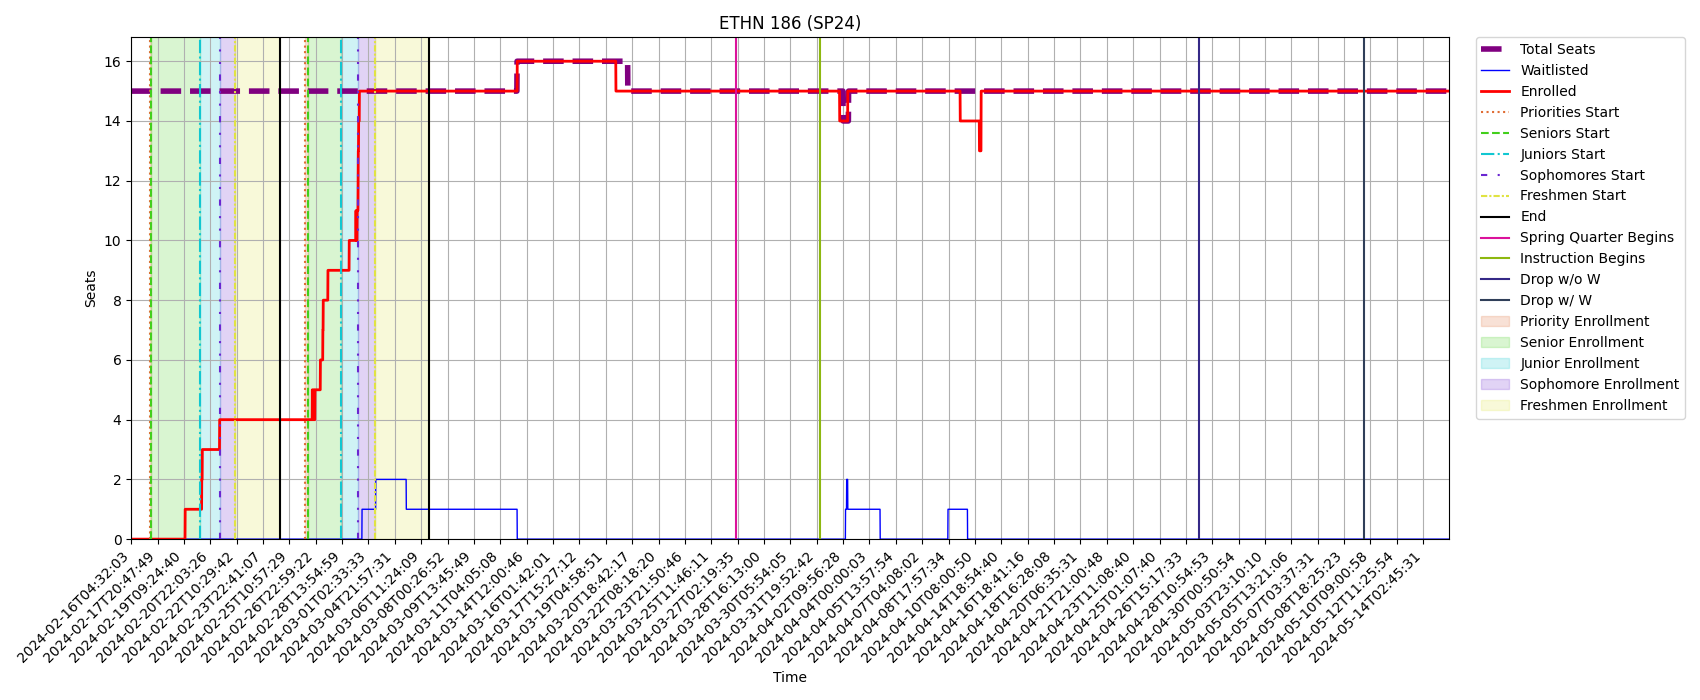 ETHN 186 (SP24)
16
14
12
10
8
6
4
2
0
Seats
2024-02-16T04:32:03
2024-02-17T20:47:49
2024-02-19T09:24:40
2024-02-20T22:03:26
2024-02-22T10:29:42
2024-02-23T22:41:07
2024-02-25T10:57:29
2024-02-26T22:59:22
2024-02-28T13:54:59
2024-03-01T02:33:33
2024-03-04T21:57:31
2024-03-06T11:24:09
2024-03-08T00:26:52
2024-03-09T13:45:49
2024-03-13T04:05:08
2024-03-14T12:00:46
2024-03-16T01:42:01
2024-03-17T15:27:12
2024-03-19T04:58:51
2024-03-20T18:42:17
2024-03-22T08:18:20
2024-03-23T21:50:46
2024-03-25T11:46:11
2024-03-27T02:19:35
2024-03-28T16:13:00
2024-03-30T05:54:05
2024-03-31T19:52:42
2024-04-02T09:56:28
2024-04-04T00:00:03
2024-04-05T13:57:54
2024-04-07T04:08:02
2024-04-08T17:57:34
2024-04-10T08:00:50
2024-04-14T18:54:40
2024-04-16T18:41:16
2024-04-18T16:28:08
2024-04-20T06:35:31
2024-04-21T21:00:48
2024-04-23T11:08:40
2024-04-25T01:07:40
2024-04-26T15:17:33
2024-04-28T10:54:53
2024-04-30T00:50:54
2024-05-03T23:10:10
2024-05-05T13:21:06
2024-05-07T03:37:31
2024-05-08T18:25:23
2024-05-10T09:00:58
2024-05-12T11:25:54
2024-05-14T02:45:31
Time
Total Seats
Waitlisted
Enrolled
Priorities Start
Seniors Start
Juniors Start
Sophomores Start
Freshmen Start
End
Spring Quarter Begins
Instruction Begins
Drop w/o W
Drop w/ W
Priority Enrollment
Senior Enrollment
Junior Enrollment
Sophomore Enrollment
Freshmen Enrollment